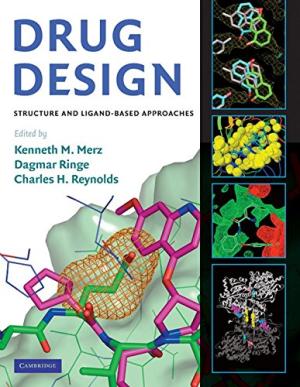 DRUG
DESIGN
STRUCTURE AND LIGAND-BASED APPROACHES
Edited by
Kenneth M. Merz
Dagmar Ringe
Charles H. Reynolds
CAMBRIDGE